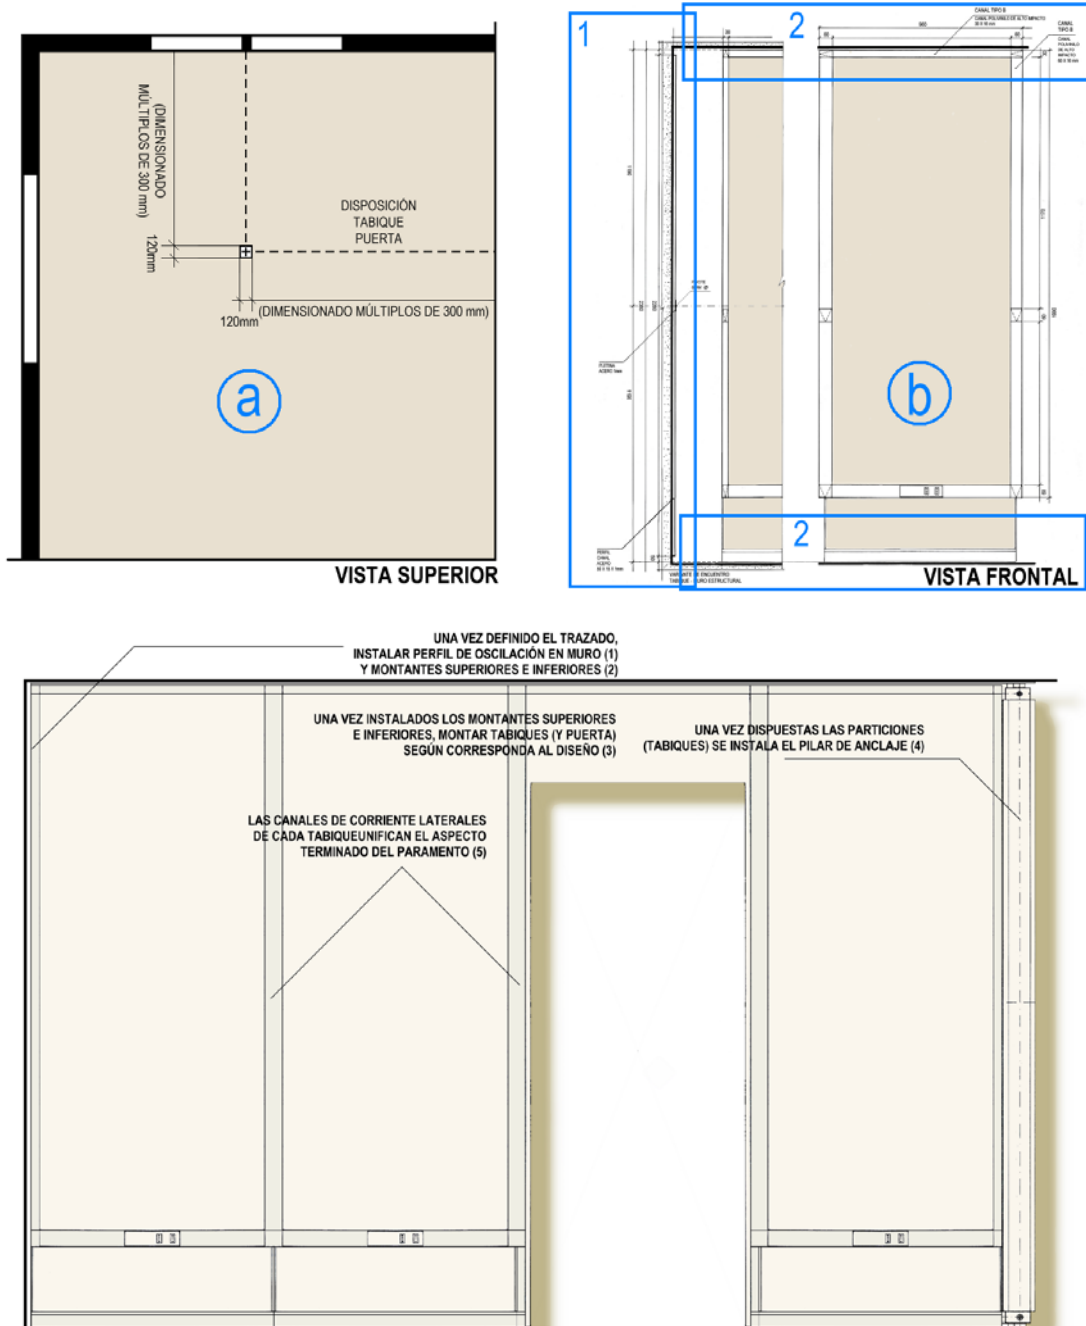 (DIMENSIONADO
MÚLTIPLOS DE 300 mm)
120mm
DISPOSICIÓN
TABIQUE
PUERTA
120mm
(DIMENSIONADO MÚLTIPLOS DE 300 mm)
a
VISTA SUPERIOR
1
2
CANAL TIPO B
CANAL
TIPO B
b
2
VISTA FRONTAL
UNA VEZ DEFINIDO EL TRAZADO,
INSTALAR PERFIL DE OSCILACIÓN EN MURO (1)
Y MONTANTES SUPERIORES E INFERIORES (2)
UNA VEZ INSTALADOS LOS MONTANTES SUPERIORES
E INFERIORES, MONTAR TABIQUES (Y PUERTA)
SEGÚN CORRESPONDA AL DISEÑO (3)
UNA VEZ DISPUESTAS LAS PARTICIONES
(TABIQUES) SE INSTALA EL PILAR DE ANCLAJE (4)
LAS CANALES DE CORRIENTE LATERALES
DE CADA TABIQUEUNIFICAN EL ASPECTO
TERMINADO DEL PARAMENTO (5)